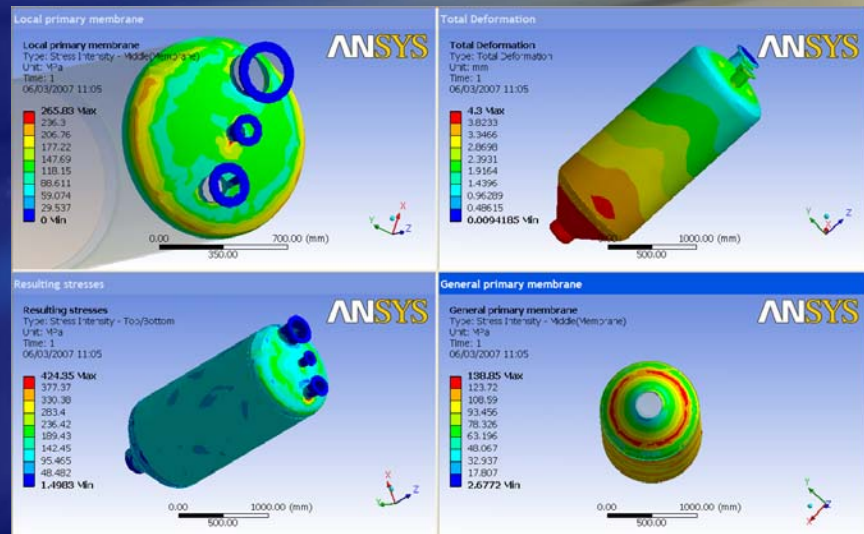 Local primary membrane
ANSYS
Local primary membrane
Type: Stress Intensity - Middle(Membrane)
Unit: MPa
Time: 1
06/03/2007 11:05
265.83 Max
236.3
206.76
177.22
147.69
118.15
88.611
59.074
29.537
0 Min
X
Y
Z
0.00
700.00 (mm)
350.00
Total Deformation
ANSYS
Total Deformation
Type: Total Deformation
Unit: mm
Time: 1
06/03/2007 11:05
4.3 Max
3.8233
3.3466
2.8698
2.3931
1.9164
1.4396
0.96289
0.48615
0.0094185 Min
X
Y
Z
0.00
1000.00 (mm)
500.00
Resulting stresses
ANSYS
Resulting stresses
Type: Stress Intensity - Top/Bottom
Unit: MPa
Time: 1
06/03/2007 11:05
424.35 Max
377.37
330.38
283.4
236.42
189.43
142.45
95.465
48.482
1.4983 Min
X
Y
Z
0.00
1000.00 (mm)
500.00
General primary membrane
ANSYS
General primary membrane
Type: Stress Intensity - Middle(Membrane)
Unit: MPa
Time: 1
06/03/2007 11:05
138.85 Max
123.72
108.59
93.456
78.326
63.196
48.067
32.937
17.807
2.6772 Min
Y
X
Z
0.00
1000.00 (mm)
500.00